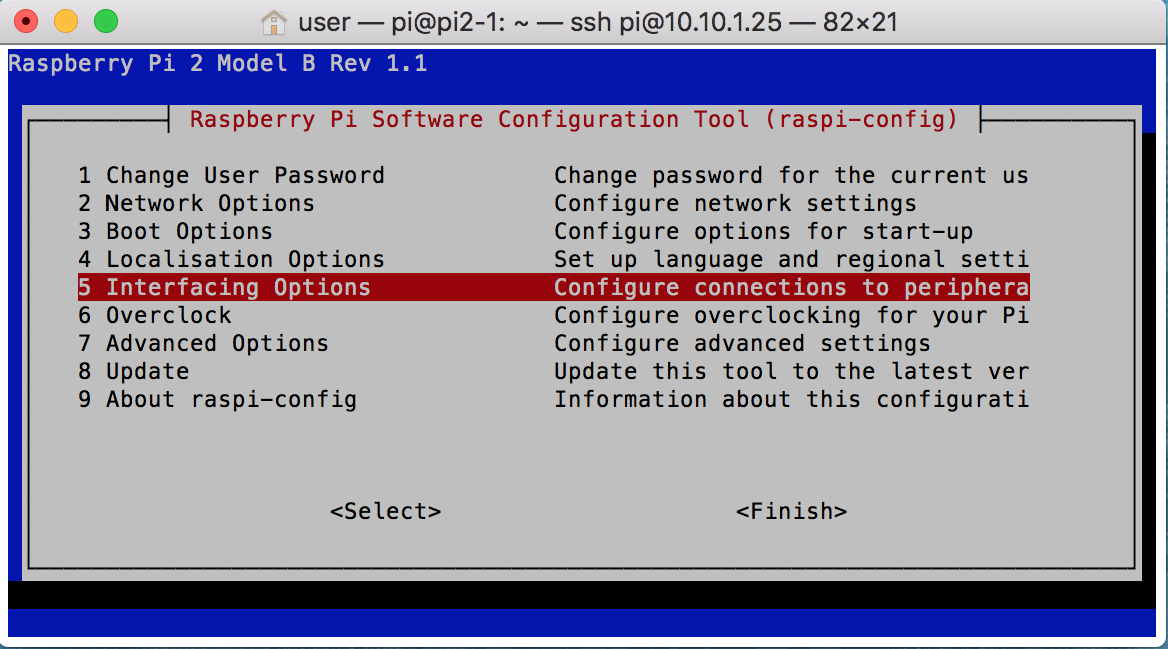 user — pi@pi2-1: ~ — ssh pi@10.10.1.25 — 82×21
Raspberry Pi 2 Model B Rev 1.1
Raspberry Pi Software Configuration Tool (raspi-config)
1 Change User Password Change password for the current us
2 Network Options Configure network settings
3 Boot Options Configure options for start-up
4 Localisation Options Set up language and regional setti
5 Interfacing Options Configure connections to periphera
6 Overclock Configure overclocking for your Pi
7 Advanced Options Configure advanced settings
8 Update Update this tool to the latest ver
9 About raspi-config Information about this configurati
<Select> <Finish>